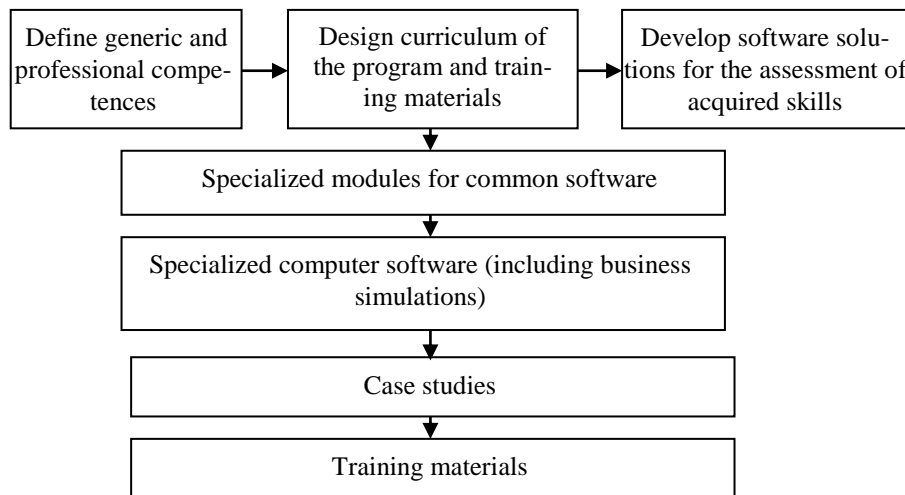 Define generic and
professional compe-
tences
Design curriculum of
the program and train-
ing materials
Develop software solu-
tions for the assessment of
acquired skills
Specialized modules for common software
Specialized computer software (including business
simulations)
Case studies
Training materials